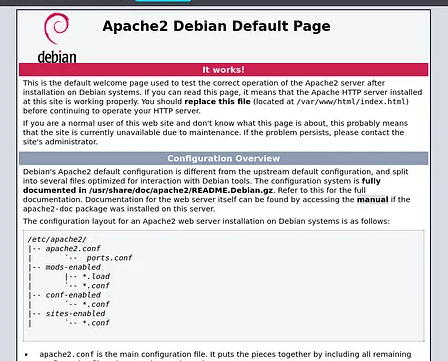 Apache2 Debian Default Page
debian
It works!
This is the default welcome page used to test the correct operation of the Apache2 server after
installation on Debian systems. If you can read this page, it means that the Apache HTTP server installed
at this site is working properly. You should replace this file (located at /var/www/html/index.html)
before continuing to operate your HTTP server.
If you are a normal user of this web site and don't know what this page is about, this probably means
that the site is currently unavailable due to maintenance. If the problem persists, please contact the
site's administrator.
Configuration Overview
Debian's Apache2 default configuration is different from the upstream default configuration, and split
into several files optimized for interaction with Debian tools. The configuration system is fully
documented in /usr/share/doc/apache2/README.Debian.gz. Refer to this for the full
documentation. Documentation for the web server itself can be found by accessing the manual if the
apache2-doc package was installed on this server.
The configuration layout for an Apache2 web server installation on Debian systems is as follows:
/etc/apache2/
|-- apache2.conf
|       `--  ports.conf
|-- mods-enabled
|       |-- *.load
|       `-- *.conf
|-- conf-enabled
|       `-- *.conf
|-- sites-enabled
|       `-- *.conf
• apache2.conf is the main configuration file. It puts the pieces together by including all remaining